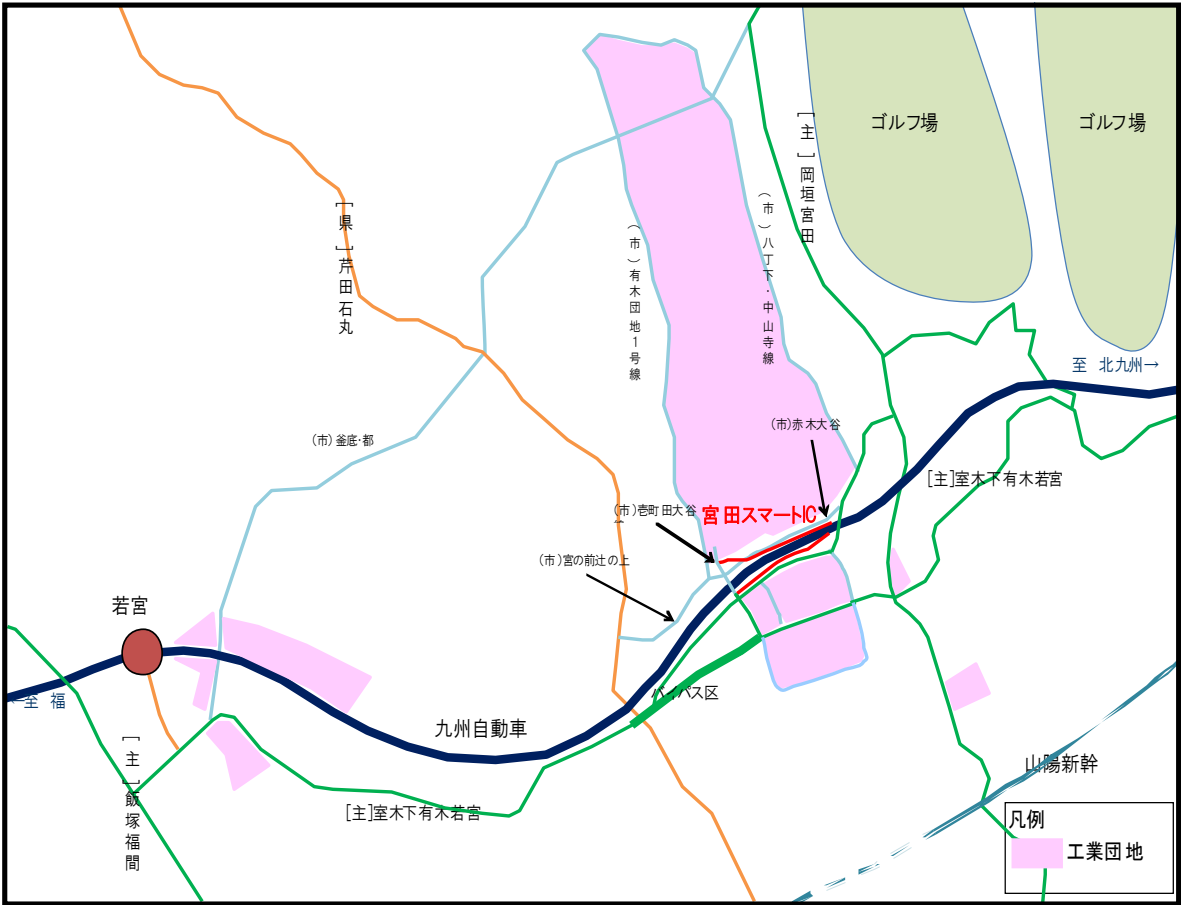 ゴルフ場
ゴルフ場
[主]岡垣宮田
(市)八丁下・中山寺線
[県]芹田石丸
(市)有木団地1号線
至 北九州→
(市)赤木大谷
(市)釜底・都
[主]室木下有木若宮
(市)壱町田大谷
宮田スマートIC
(市)宮の前辻の上
若宮
バイパス区
←至 福
九州自動車
[主]飯塚福間
山陽新幹
[主]室木下有木若宮
凡例
工業団地